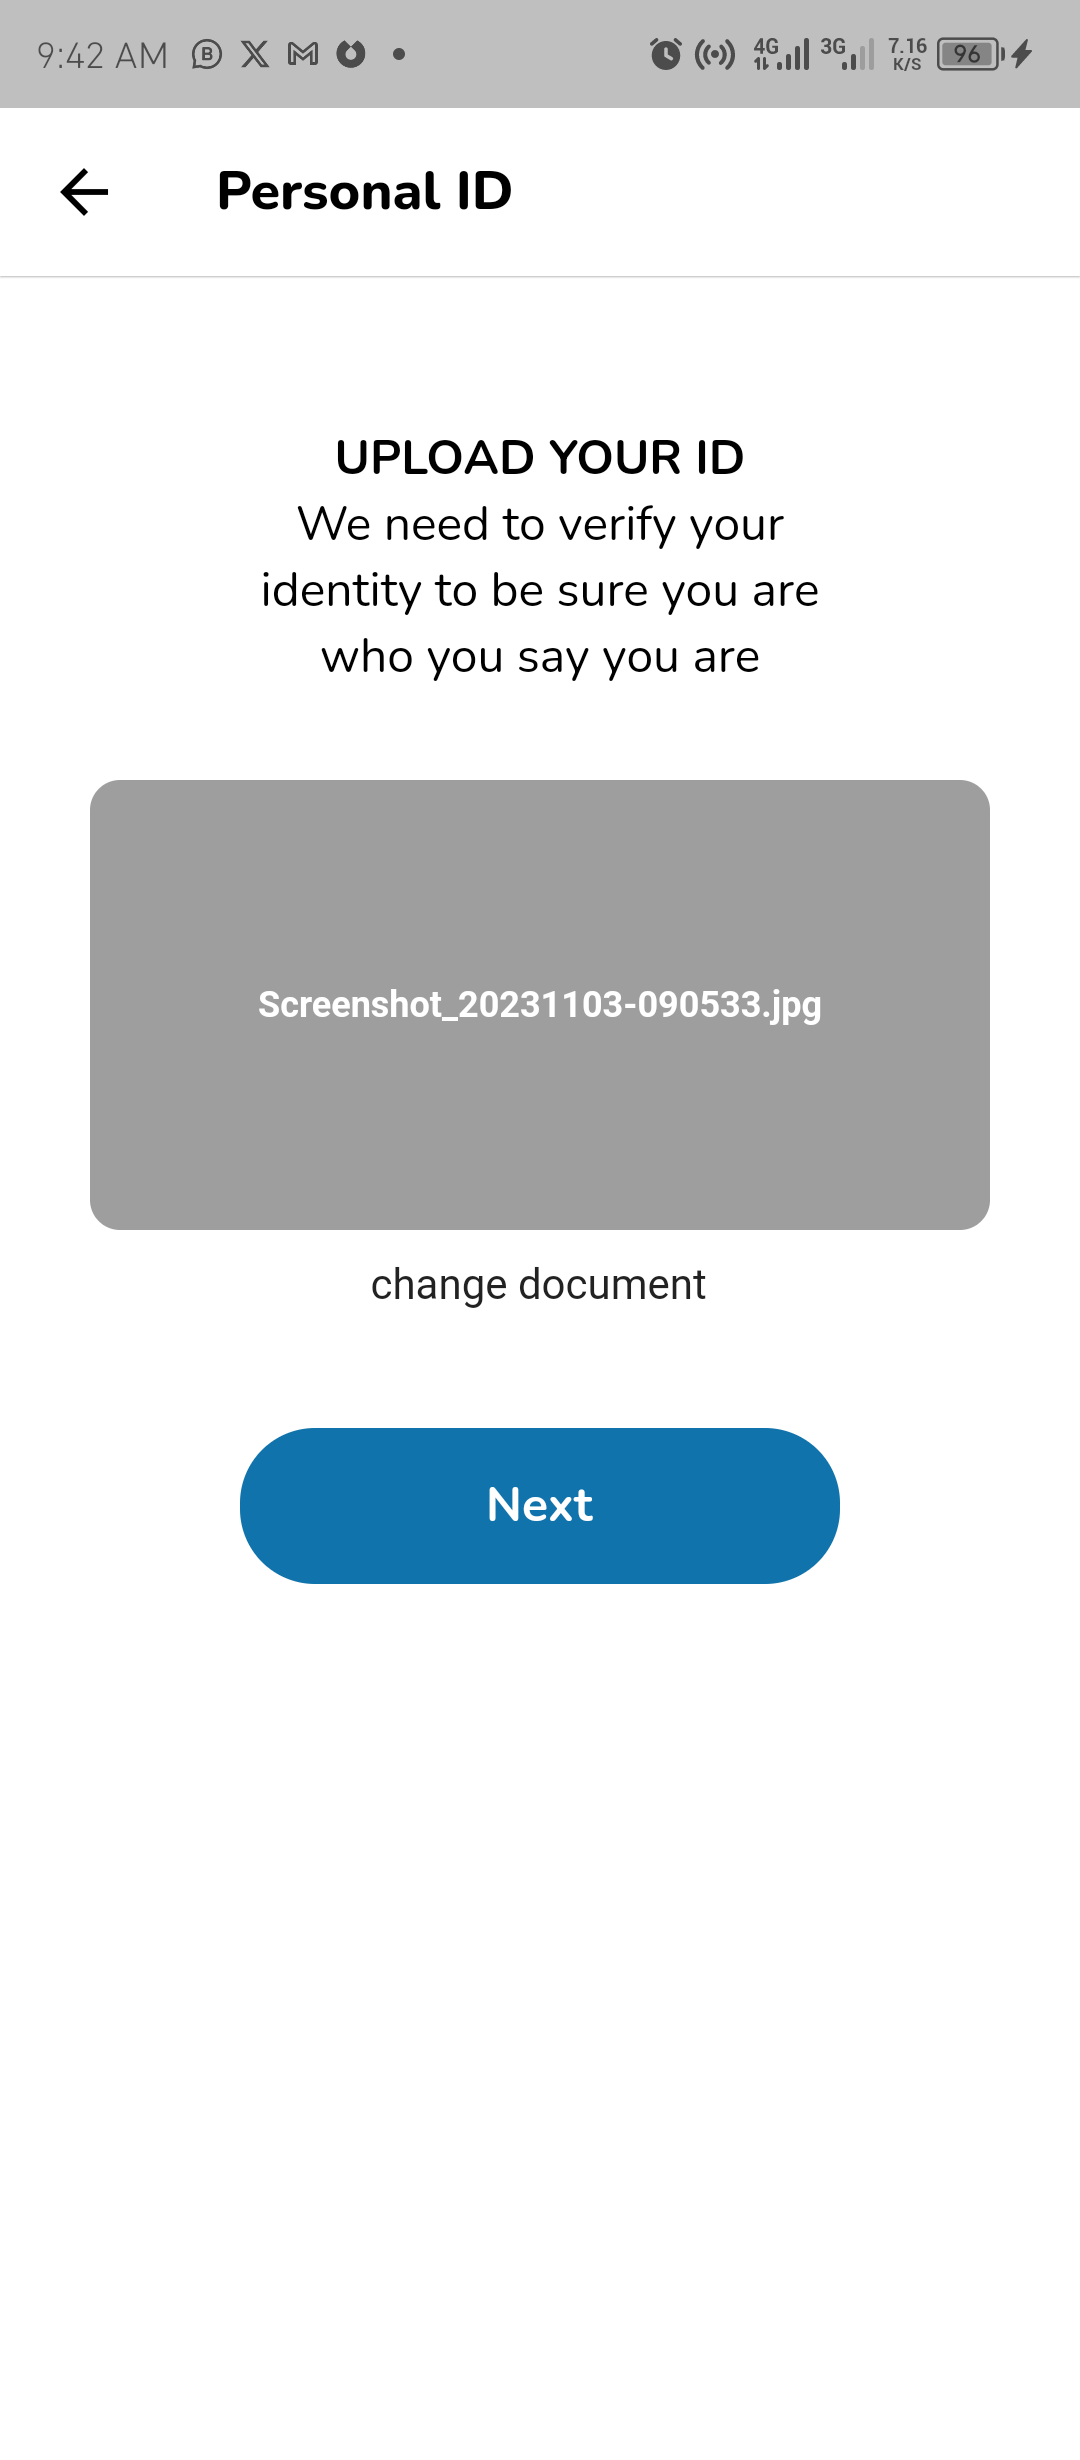 9:42 AM
4G 3G 7.16 K/S 96
Personal ID
UPLOAD YOUR ID
We need to verify your
identity to be sure you are
who you say you are
Screenshot_20231103-090533.jpg
change document
Next